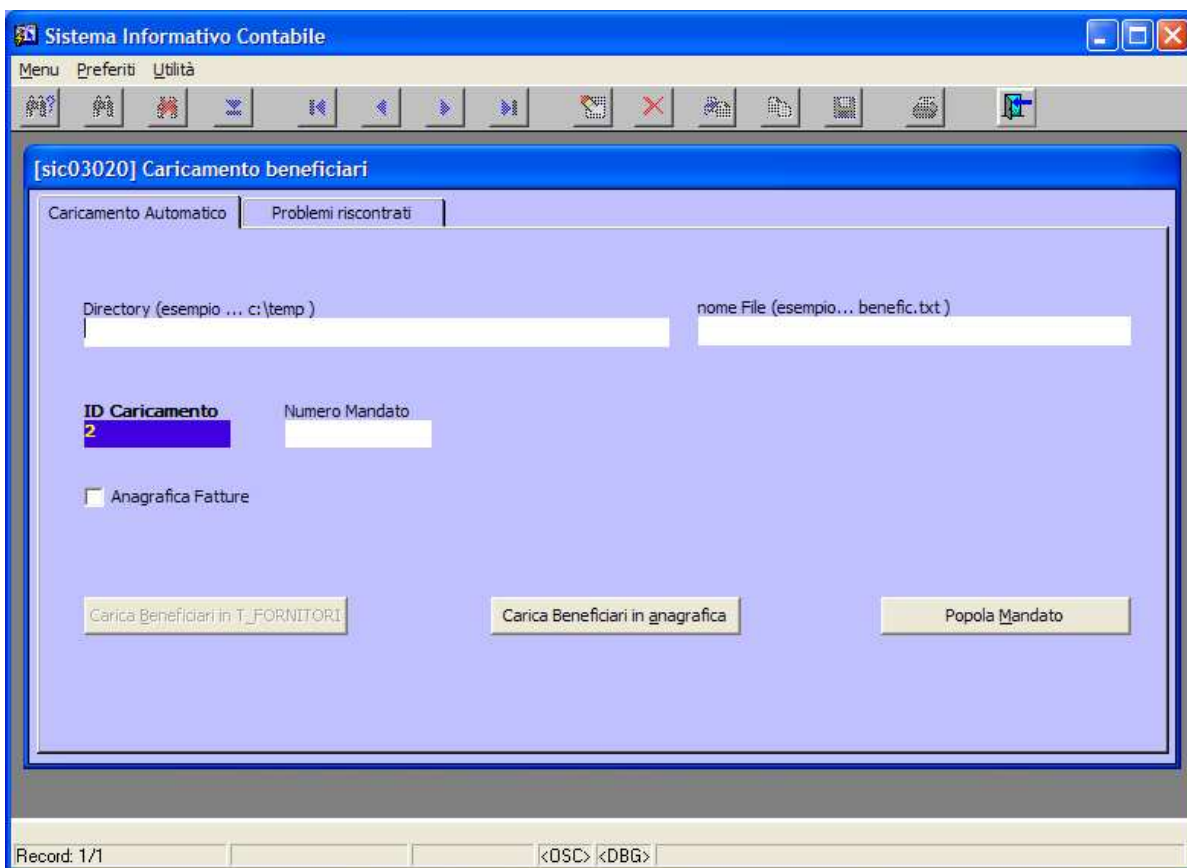 Sistema Informativo Contabile
Menu Preferiti Utilità
[sic03020] Caricamento beneficiari
Caricamento Automatico Problemi riscontrati
Directory (esempio ... c:\temp ) nome File (esempio... benefic.txt )
ID Caricamento Numero Mandato
2
Anagrafica Fatture
Carica Beneficiari in T_FORNITORI Carica Beneficiari in anagrafica Popola Mandato
Record: 1/1 <OSC> <DBG>